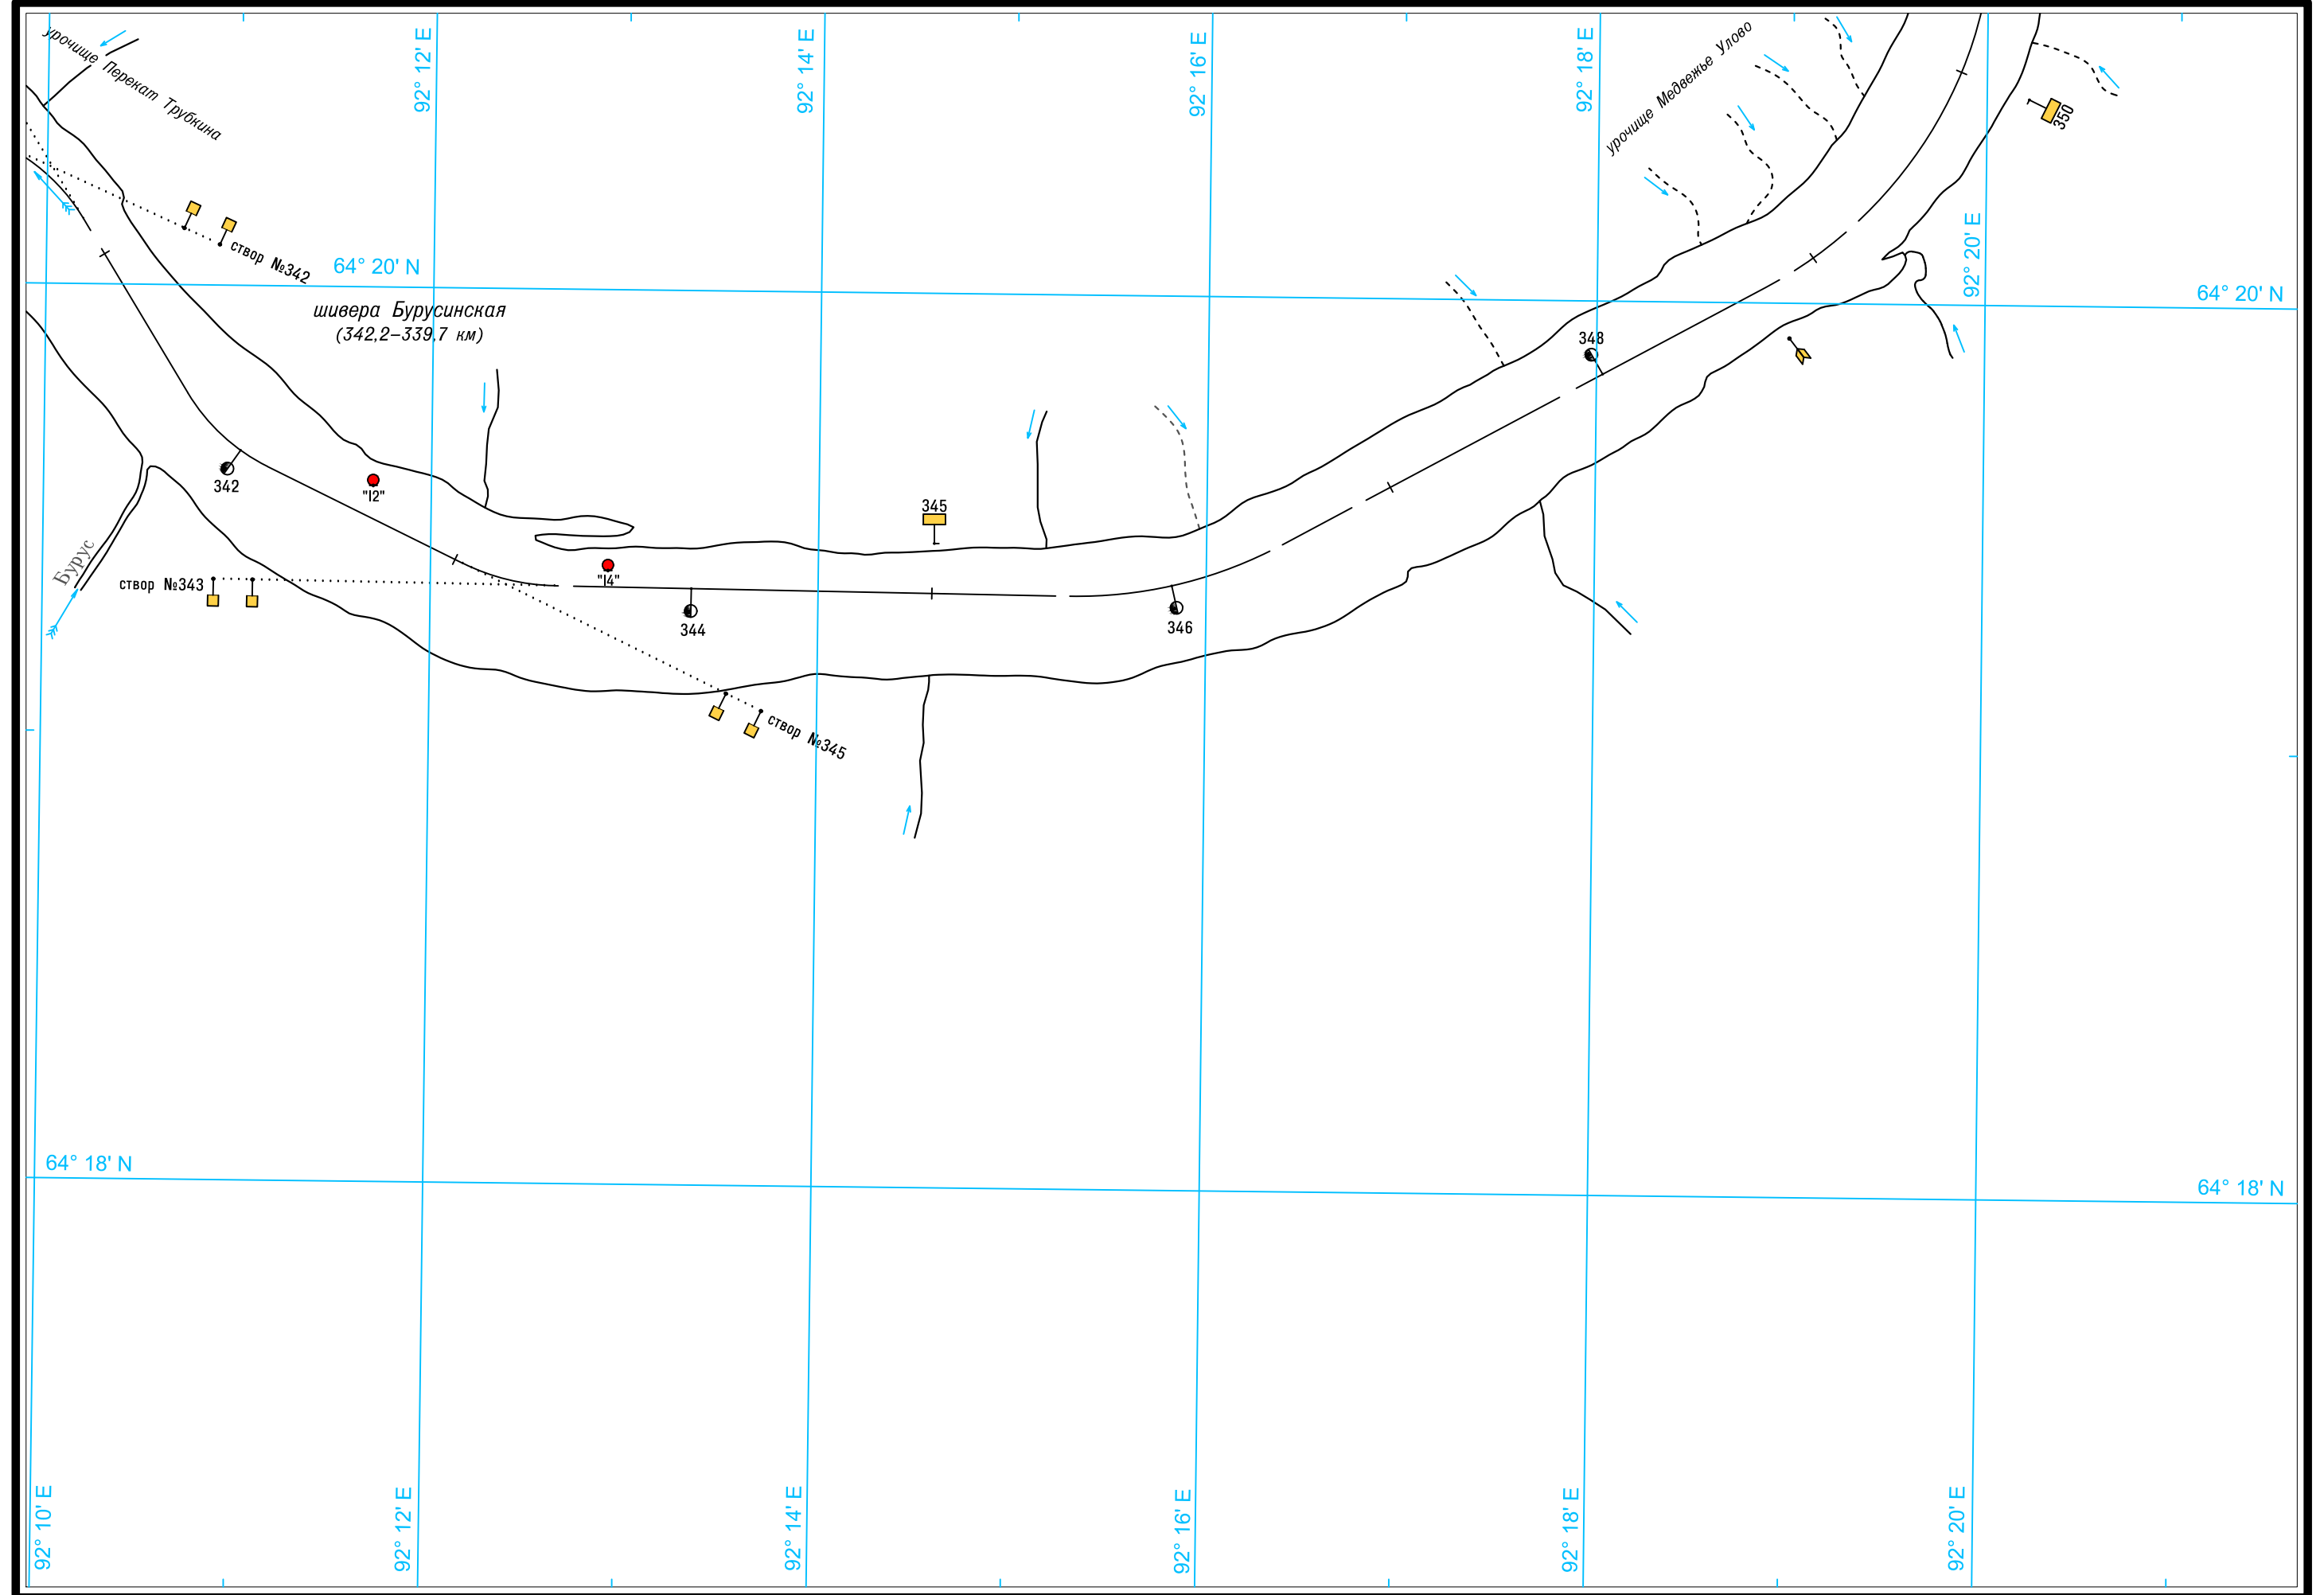 урочище Перекат Трубкина
92° 12' E
92° 14' E
92° 16' E
92° 18' E
урочище Медвежье Улово
350
92° 20' E
створ №342
64° 20' N
64° 20' N
шивера Бурусинская
(342,2–339,7 км)
348
342
"12"
345
Бурус
створ №343
"14"
344
346
створ №345
64° 18' N
64° 18' N
92° 10' E
92° 12' E
92° 14' E
92° 16' E
92° 18' E
92° 20' E